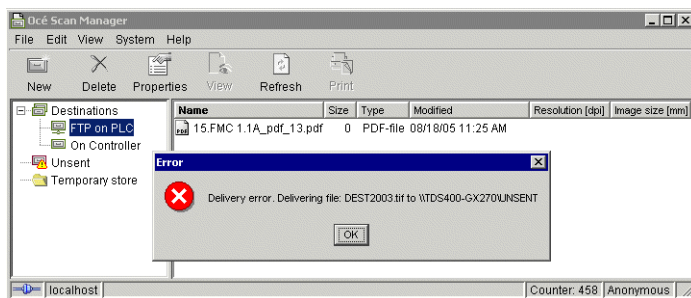 Océ Scan Manager
File Edit View System Help
New Delete Properties View Refresh Print
Destinations
FTP on PLC
On Controller
Unsent
Temporary store
Name Size Type Modified Resolution [dpi] Image size [mm]
15.FMC 1.1A_pdf_13.pdf 0 PDF-file 08/18/05 11:25 AM
Error
Delivery error. Delivering file: DEST2003.tif to \\TDS400-GX270\UNSENT
OK
localhost Counter: 458 Anonymous